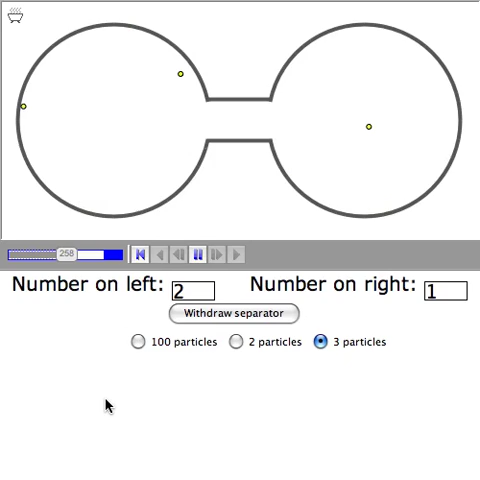 258
Number on left: 2 Number on right: 1
Withdraw separator
100 particles 2 particles 3 particles